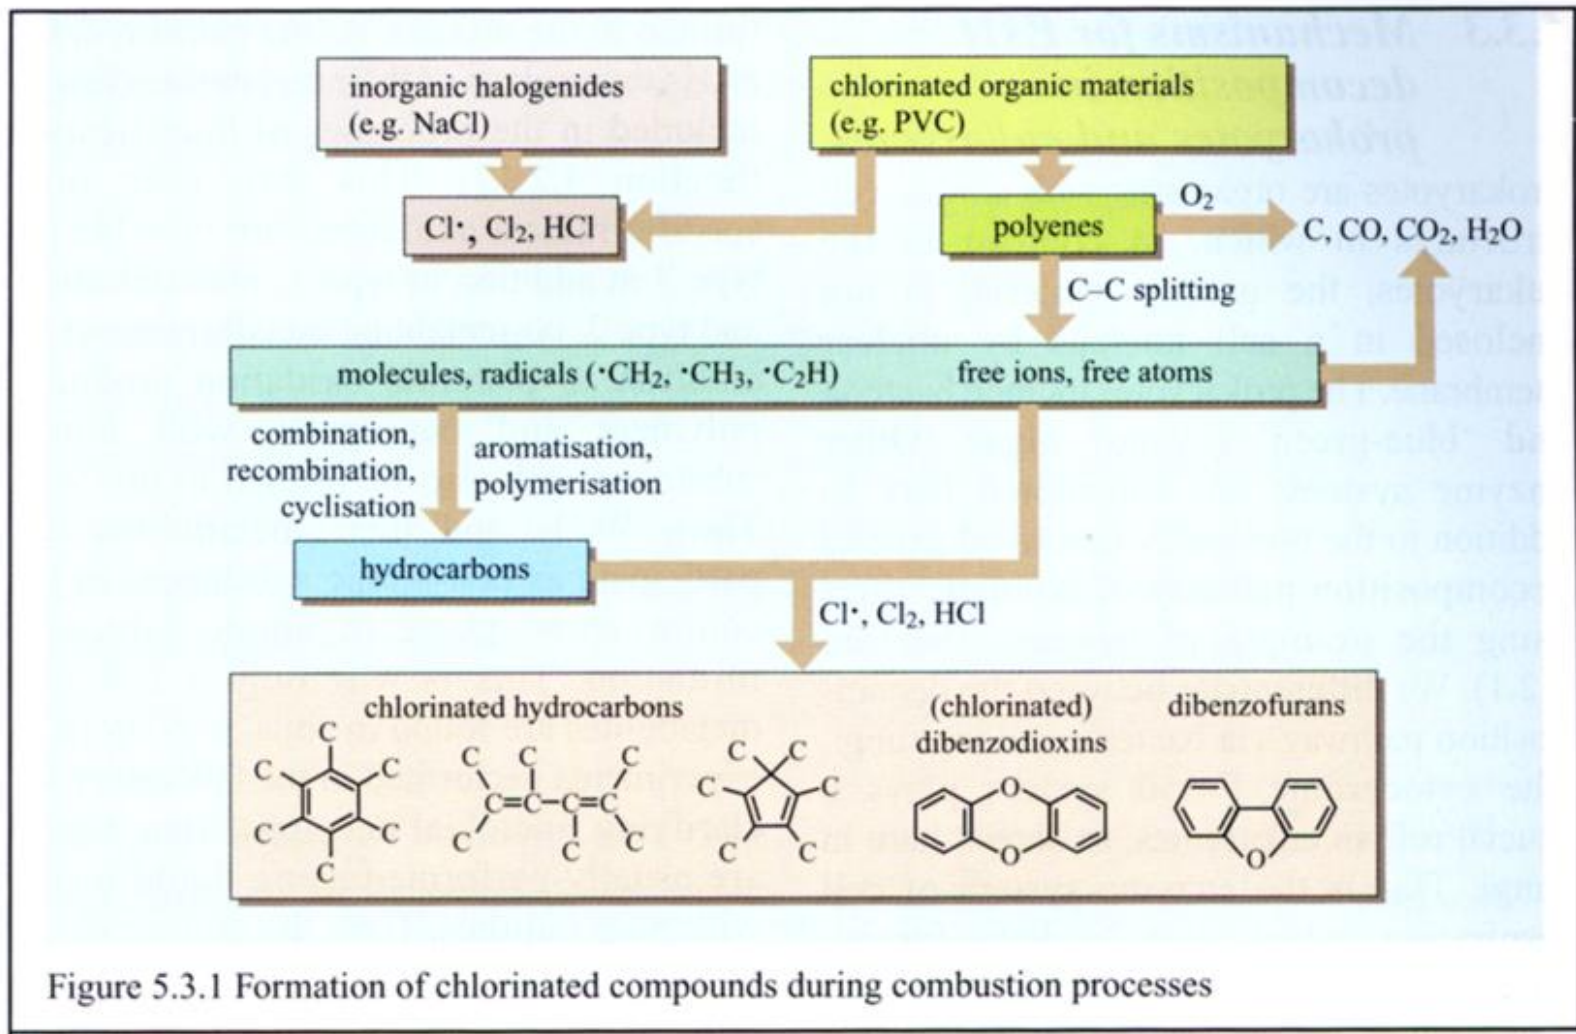 inorganic halogenides
(e.g. NaCl)
chlorinated organic materials
(e.g. PVC)
Cl·, Cl₂, HCl
polyenes
O₂
C, CO, CO₂, H₂O
C–C splitting
molecules, radicals (·CH₂, ·CH₃, ·C₂H)
free ions, free atoms
combination,
recombination,
cyclisation
aromatisation,
polymerisation
hydrocarbons
Cl·, Cl₂, HCl
chlorinated hydrocarbons
(chlorinated)
dibenzodioxins
dibenzofurans
C
C C
C C
C
C C C
C C C C
C C C
C C
C C
C C
O
O
O
Figure 5.3.1 Formation of chlorinated compounds during combustion processes